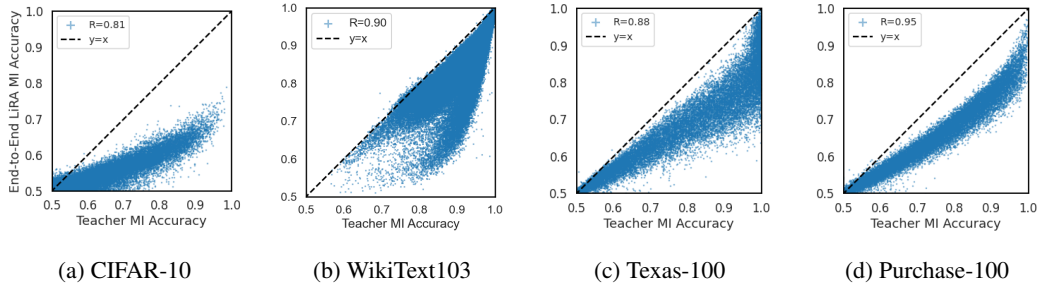 End-to-End LiRA MI Accuracy
1.0
0.9
0.8
0.7
0.6
0.5
R=0.81
y=x
0.5 0.6 0.7 0.8 0.9 1.0
Teacher MI Accuracy
(a) CIFAR-10
1.0
0.9
0.8
0.7
0.6
0.5
R=0.90
y=x
0.5 0.6 0.7 0.8 0.9 1.0
Teacher MI Accuracy
(b) WikiText103
1.0
0.9
0.8
0.7
0.6
0.5
R=0.88
y=x
0.5 0.6 0.7 0.8 0.9 1.0
Teacher MI Accuracy
(c) Texas-100
1.0
0.9
0.8
0.7
0.6
0.5
R=0.95
y=x
0.5 0.6 0.7 0.8 0.9 1.0
Teacher MI Accuracy
(d) Purchase-100